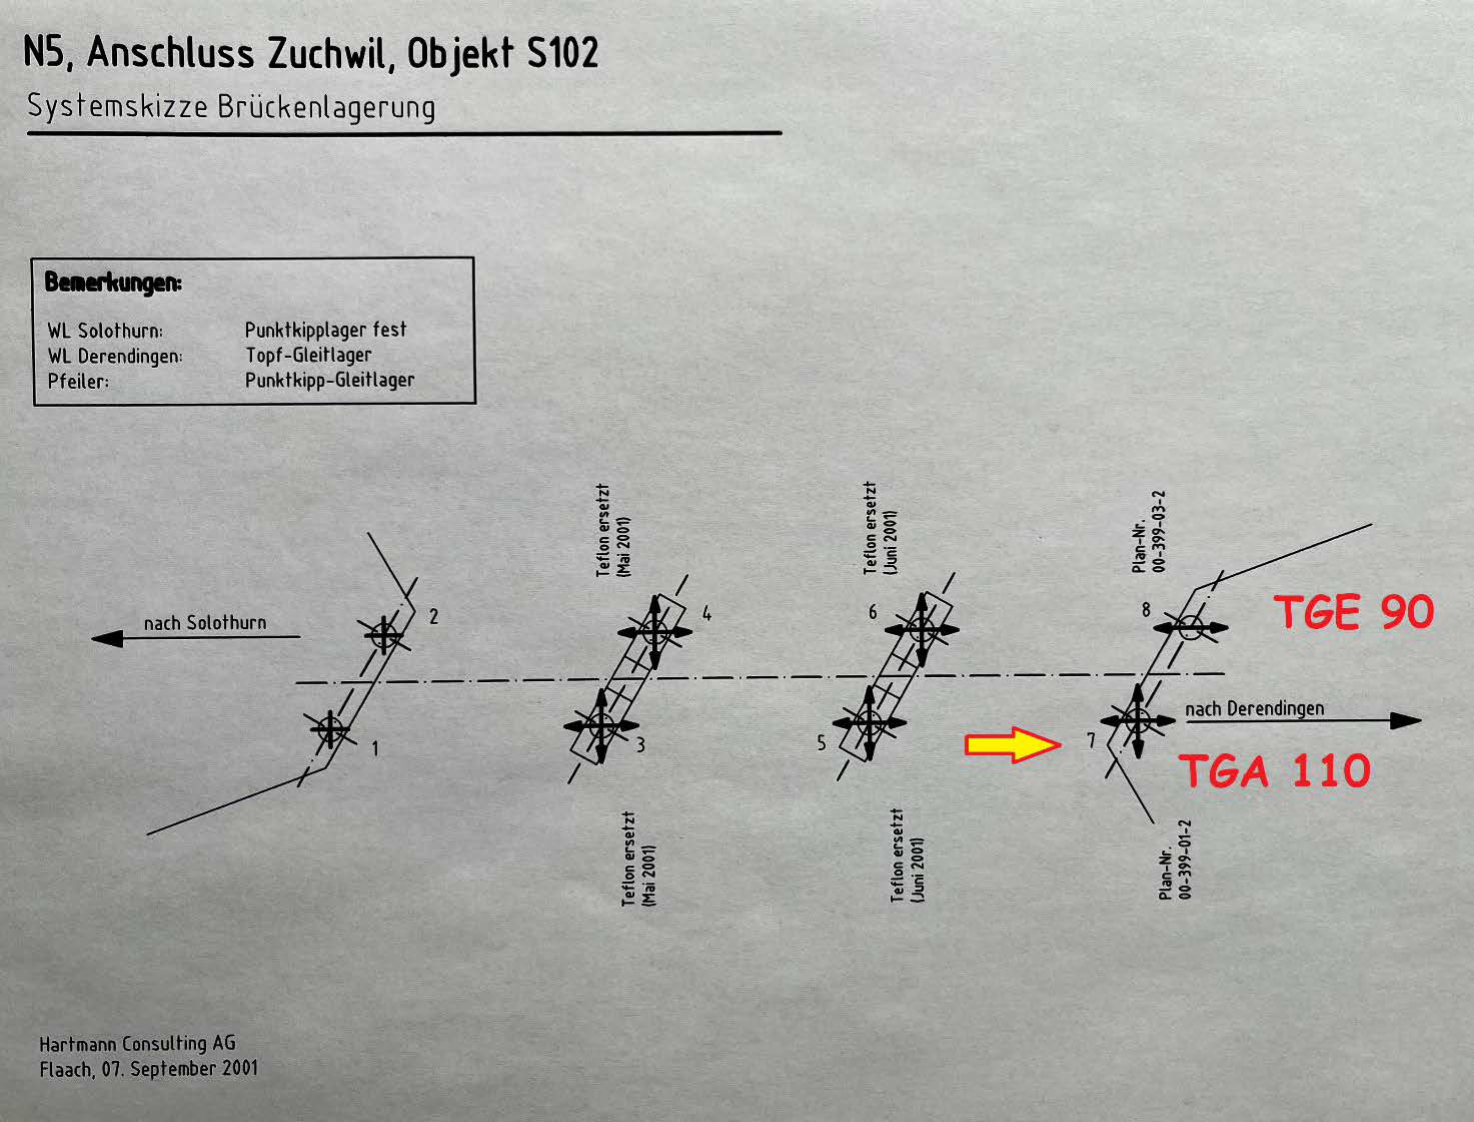 N5, Anschluss Zuchwil, Objekt S102
Systemskizze Brückenlagerung
Bemerkungen:
WL Solothurn: Punktkipplager fest
WL Derendingen: Topf-Gleitlager
Pfeiler: Punktkipp-Gleitlager
Teflon ersetzt
(Mai 2001)
Teflon ersetzt
(Juni 2001)
Plan-Nr.
00-399-03-2
nach Solothurn
2
4
6
8
TGE 90
1
3
5
7
nach Derendingen
TGA 110
Teflon ersetzt
(Mai 2001)
Teflon ersetzt
(Juni 2001)
Plan-Nr.
00-399-01-2
Hartmann Consulting AG
Flaach, 07. September 2001